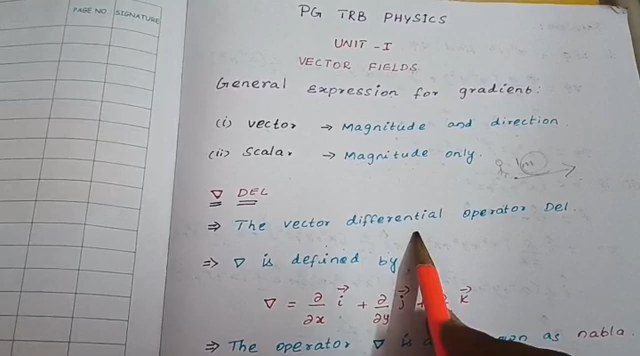 PAGE NO
SIGNATURE
PG TRB PHYSICS
UNIT - I
VECTOR FIELDS
General Expression for gradient:
(i) vector → Magnitude and direction.
(ii) Scalar → Magnitude only.
∇ DEL
⇒ The vector differential operator Del
⇒ ∇ is defined by
∇ = ∂/∂x i⃗ + ∂/∂y j⃗ + k⃗
⇒ The operator ∇ is as nabla.